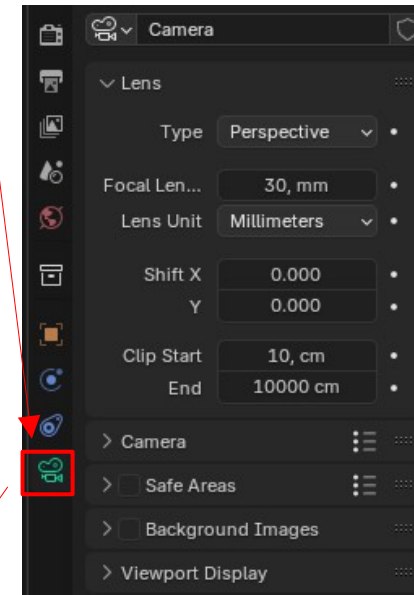 Camera
Lens
Type Perspective
Focal Len... 30, mm
Lens Unit Millimeters
Shift X 0.000
Y 0.000
Clip Start 10, cm
End 10000 cm
Camera
Safe Areas
Background Images
Viewport Display